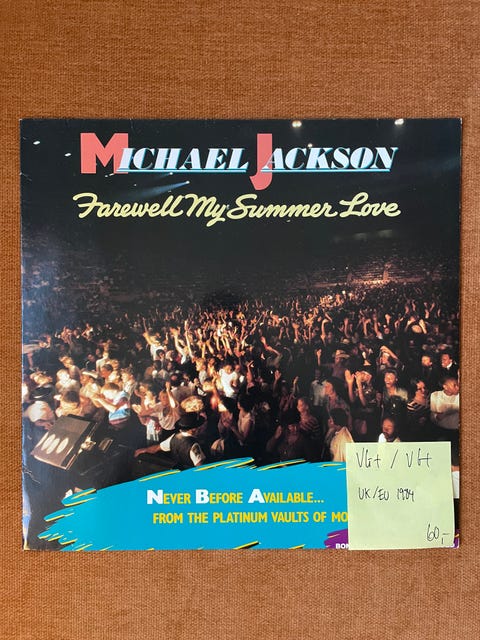 MICHAEL JACKSON
Farewell My Summer Love
NEVER BEFORE AVAILABLE...
FROM THE PLATINUM VAULTS OF MO
BON
VG+ / VG+
UK/EU 1984
60,-